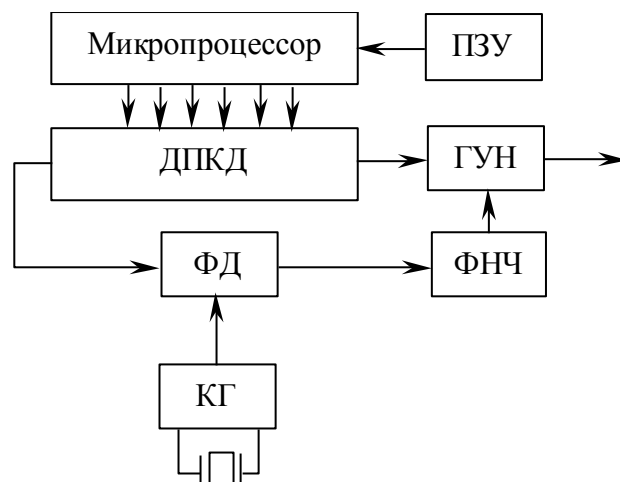 Микропроцессор
ПЗУ
ДПКД
ГУН
ФД
ФНЧ
КГ